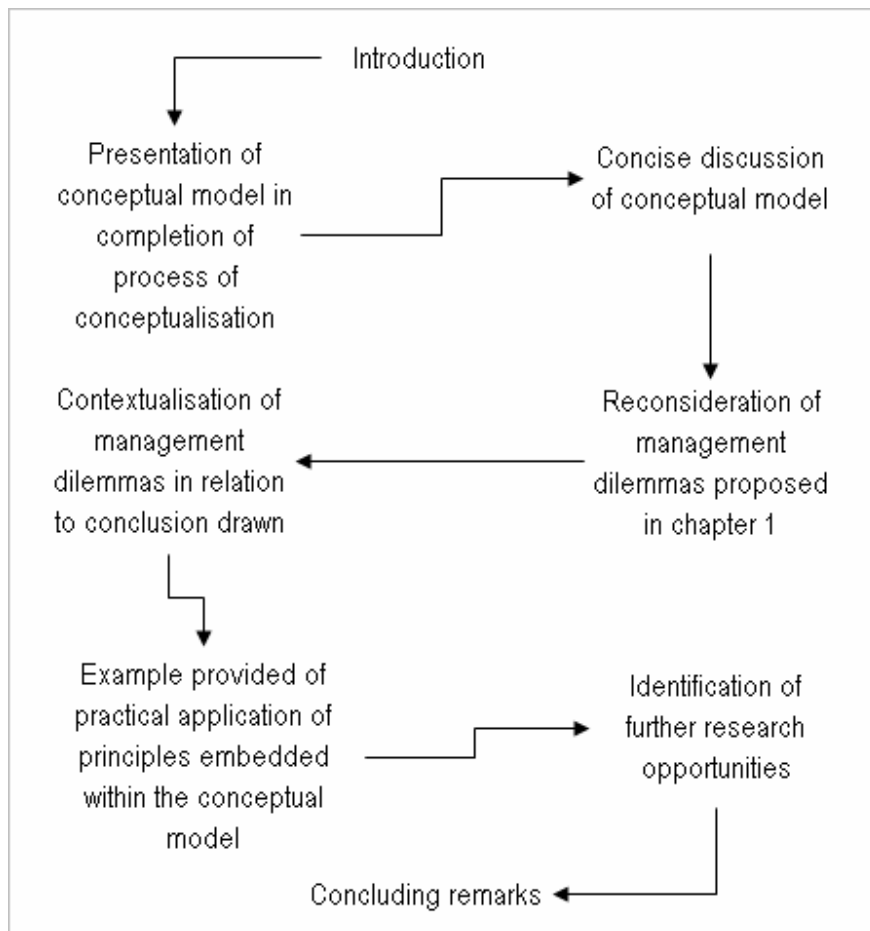 Introduction
Presentation of
conceptual model in
completion of
process of
conceptualisation
Concise discussion
of conceptual model
Reconsideration of
management
dilemmas proposed
in chapter 1
Contextualisation of
management
dilemmas in relation
to conclusion drawn
Example provided of
practical application of
principles embedded
within the conceptual
model
Identification of
further research
opportunities
Concluding remarks